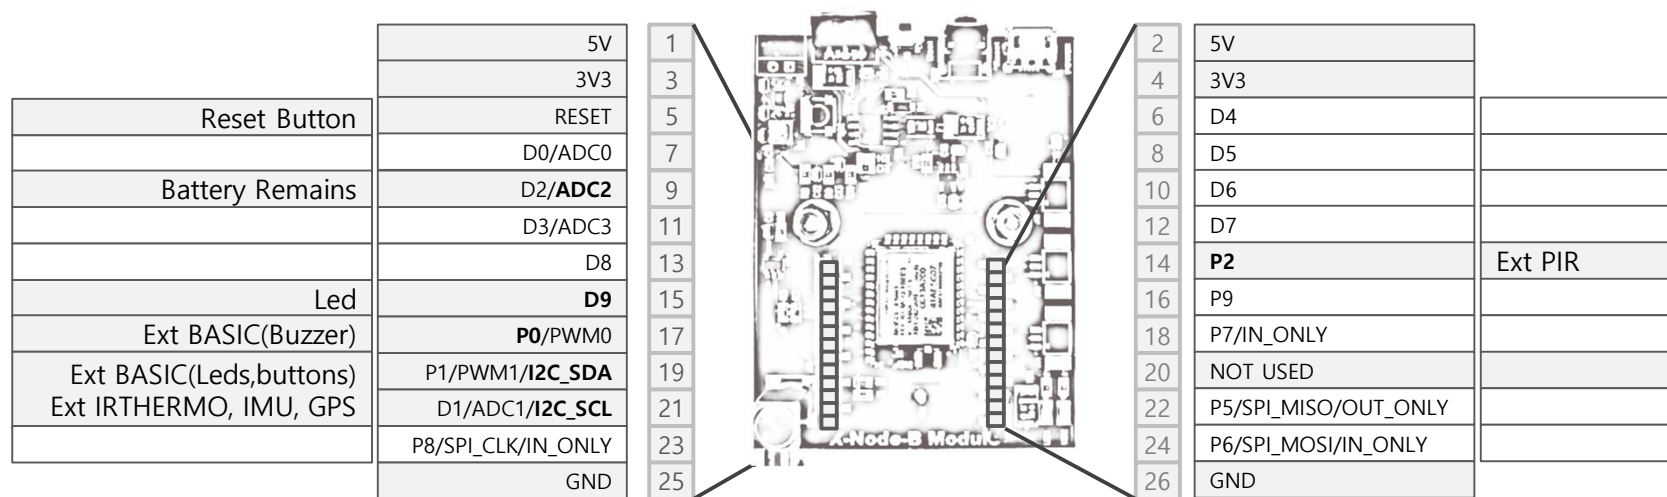 5V 1 2 5V
3V3 3 4 3V3
Reset Button RESET 5 6 D4
D0/ADC0 7 8 D5
Battery Remains D2/ADC2 9 10 D6
D3/ADC3 11 12 D7
D8 13 14 P2 Ext PIR
Led D9 15 16 P9
Ext BASIC(Buzzer) P0/PWM0 17 18 P7/IN_ONLY
Ext BASIC(Leds,buttons) P1/PWM1/I2C_SDA 19 20 NOT USED
Ext IRTHERMO, IMU, GPS D1/ADC1/I2C_SCL 21 22 P5/SPI_MISO/OUT_ONLY
P8/SPI_CLK/IN_ONLY 23 24 P6/SPI_MOSI/IN_ONLY
GND 25 26 GND
X-Node-B Module